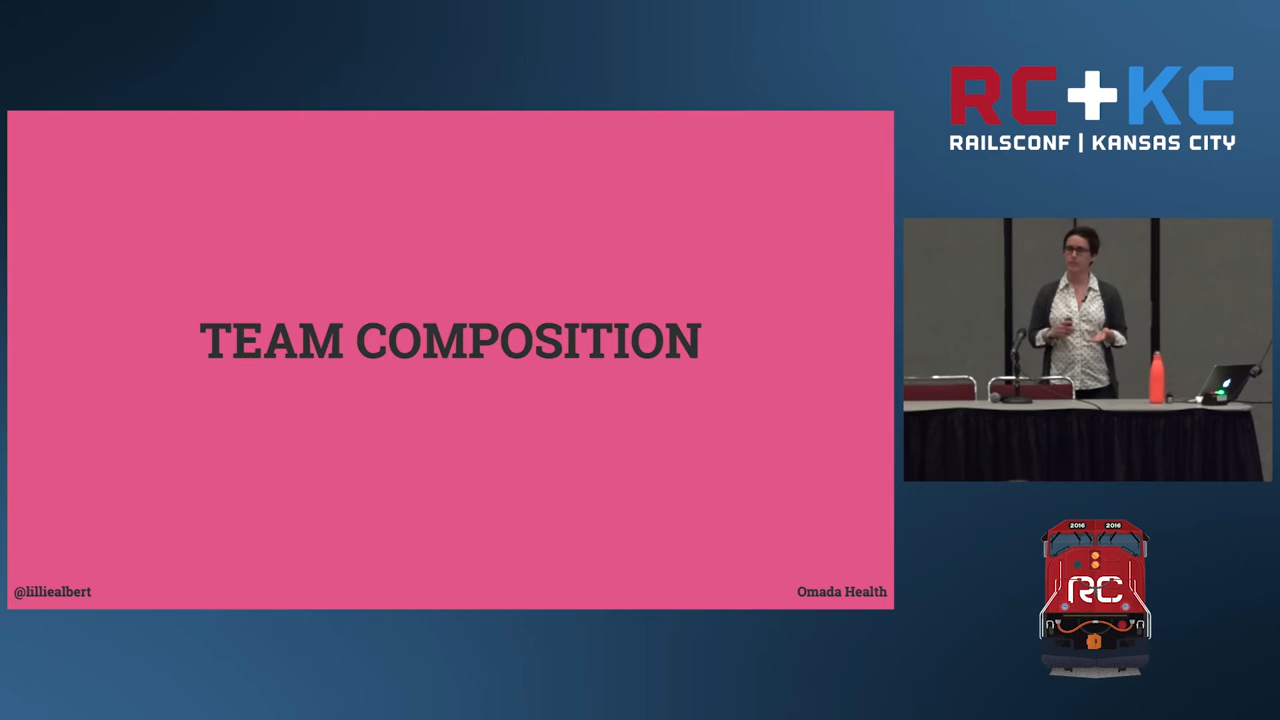 TEAM COMPOSITION
@lilliealbert
Omada Health
RC+KC
RAILSCONF | KANSAS CITY
2016
2016
RC